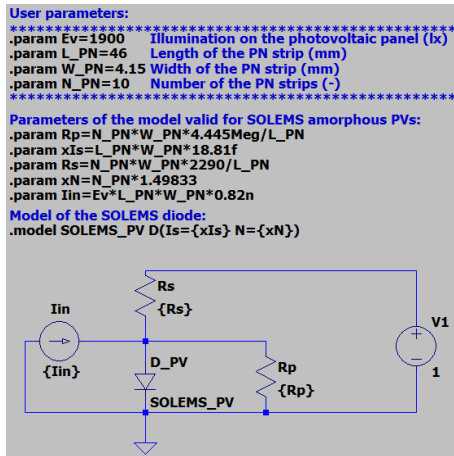 User parameters:
****************************************************
.param Ev=1900 Illumination on the photovoltaic panel (lx)
.param L_PN=46 Length of the PN strip (mm)
.param W_PN=4.15 Width of the PN strip (mm)
.param N_PN=10 Number of the PN strips (-)
****************************************************
Parameters of the model valid for SOLEMS amorphous PVs:
.param Rp=N_PN*W_PN*4.445Meg/L_PN
.param xIs=L_PN*W_PN*18.81f
.param Rs=N_PN*W_PN*2290/L_PN
.param xN=N_PN*1.49833
.param Iin=Ev*L_PN*W_PN*0.82n
Model of the SOLEMS diode:
.model SOLEMS_PV D(Is={xIs} N={xN})
Rs
{Rs}
Iin
{Iin}
D_PV
SOLEMS_PV
Rp
{Rp}
V1
1